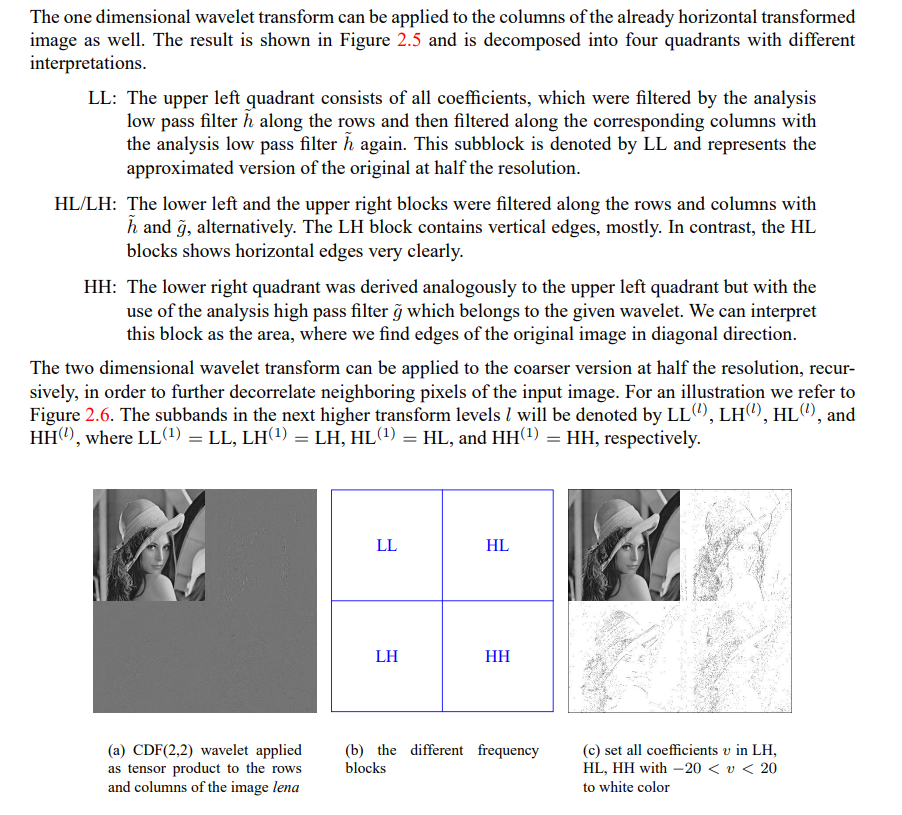 The one dimensional wavelet transform can be applied to the columns of the already horizontal transformed
image as well. The result is shown in Figure 2.5 and is decomposed into four quadrants with different
interpretations.
LL: The upper left quadrant consists of all coefficients, which were filtered by the analysis
low pass filter h̃ along the rows and then filtered along the corresponding columns with
the analysis low pass filter h̃ again. This subblock is denoted by LL and represents the
approximated version of the original at half the resolution.
HL/LH: The lower left and the upper right blocks were filtered along the rows and columns with
h̃ and g̃, alternatively. The LH block contains vertical edges, mostly. In contrast, the HL
blocks shows horizontal edges very clearly.
HH: The lower right quadrant was derived analogously to the upper left quadrant but with the
use of the analysis high pass filter g̃ which belongs to the given wavelet. We can interpret
this block as the area, where we find edges of the original image in diagonal direction.
The two dimensional wavelet transform can be applied to the coarser version at half the resolution, recur-
sively, in order to further decorrelate neighboring pixels of the input image. For an illustration we refer to
Figure 2.6. The subbands in the next higher transform levels l will be denoted by LL⁽ˡ⁾, LH⁽ˡ⁾, HL⁽ˡ⁾, and
HH⁽ˡ⁾, where LL⁽¹⁾ = LL, LH⁽¹⁾ = LH, HL⁽¹⁾ = HL, and HH⁽¹⁾ = HH, respectively.
LL HL
LH HH
(a) CDF(2,2) wavelet applied
as tensor product to the rows
and columns of the image lena
(b) the different frequency
blocks
(c) set all coefficients v in LH,
HL, HH with −20 < v < 20
to white color